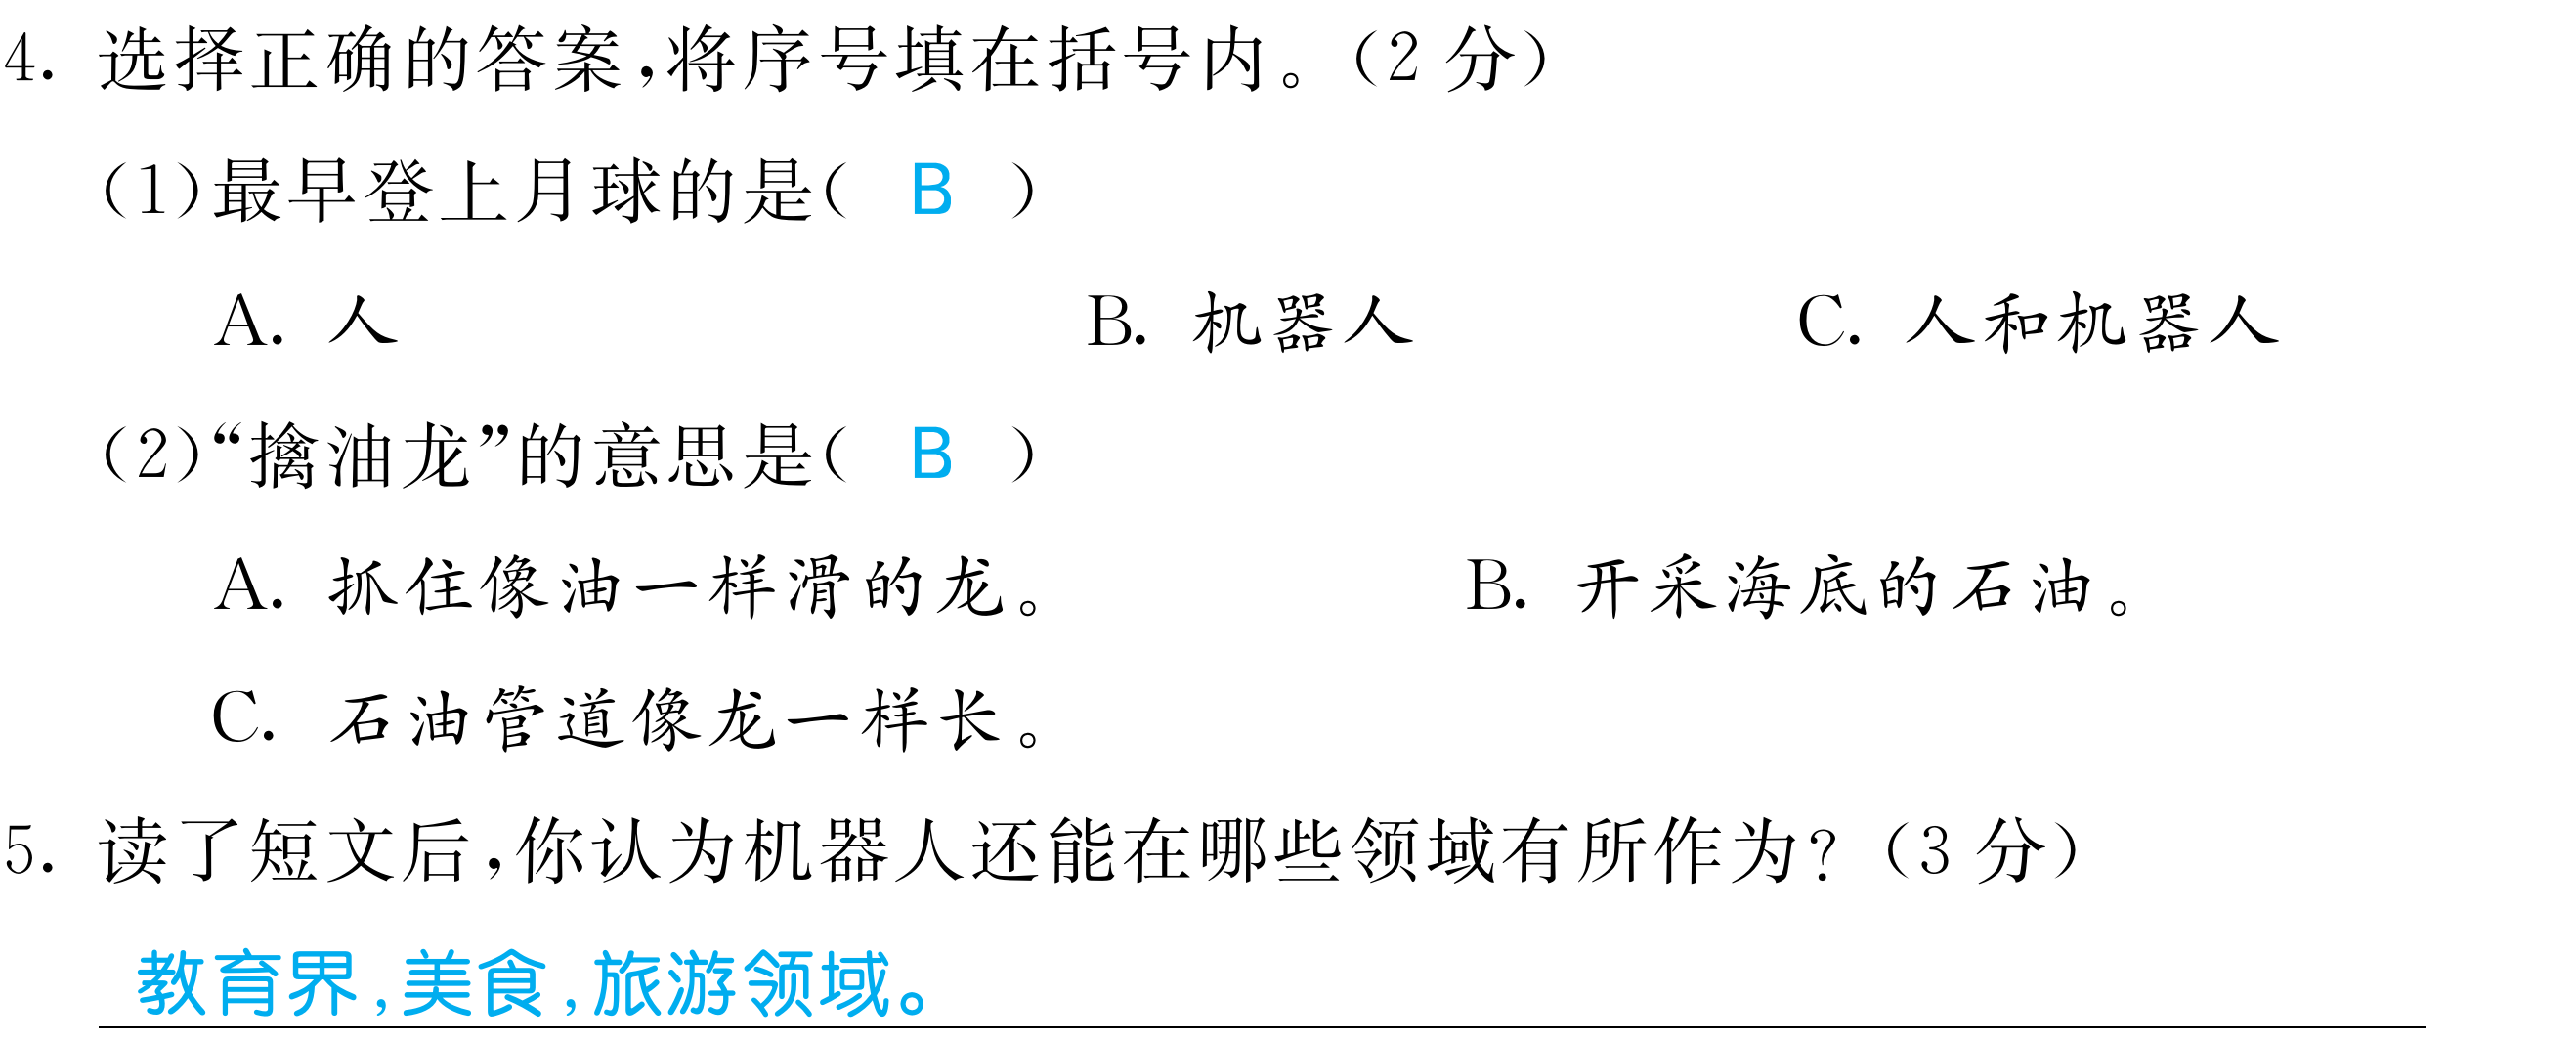 4. 选择正确的答案,将序号填在括号内。(2 分)
(1)最早登上月球的是( B )
A. 人 B. 机器人 C. 人和机器人
(2)“擒油龙”的意思是( B )
A. 抓住像油一样滑的龙。 B. 开采海底的石油。
C. 石油管道像龙一样长。
5. 读了短文后,你认为机器人还能在哪些领域有所作为?(3 分)
教育界,美食,旅游领域。